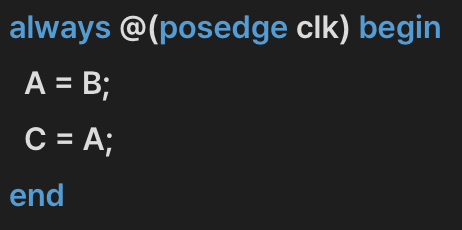 always @(posedge clk) begin
A = B;
C = A;
end